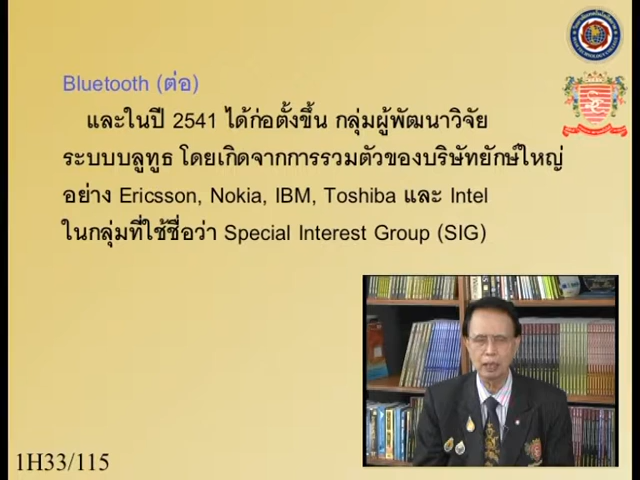 Bluetooth (ต่อ)
และในปี 2541 ได้ก่อตั้งขึ้น กลุ่มผู้พัฒนาวิจัย
ระบบบลูทูธ โดยเกิดจากการรวมตัวของบริษัทยักษ์ใหญ่
อย่าง Ericsson, Nokia, IBM, Toshiba และ Intel
ในกลุ่มที่ใช้ชื่อว่า Special Interest Group (SIG)
1H33/115